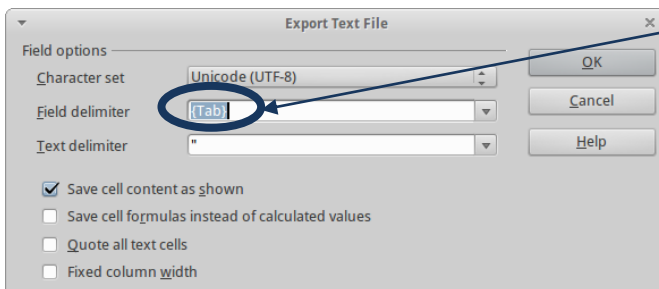 Export Text File
Field options
Character set Unicode (UTF-8) OK
Field delimiter {Tab} Cancel
Text delimiter " Help
Save cell content as shown
Save cell formulas instead of calculated values
Quote all text cells
Fixed column width